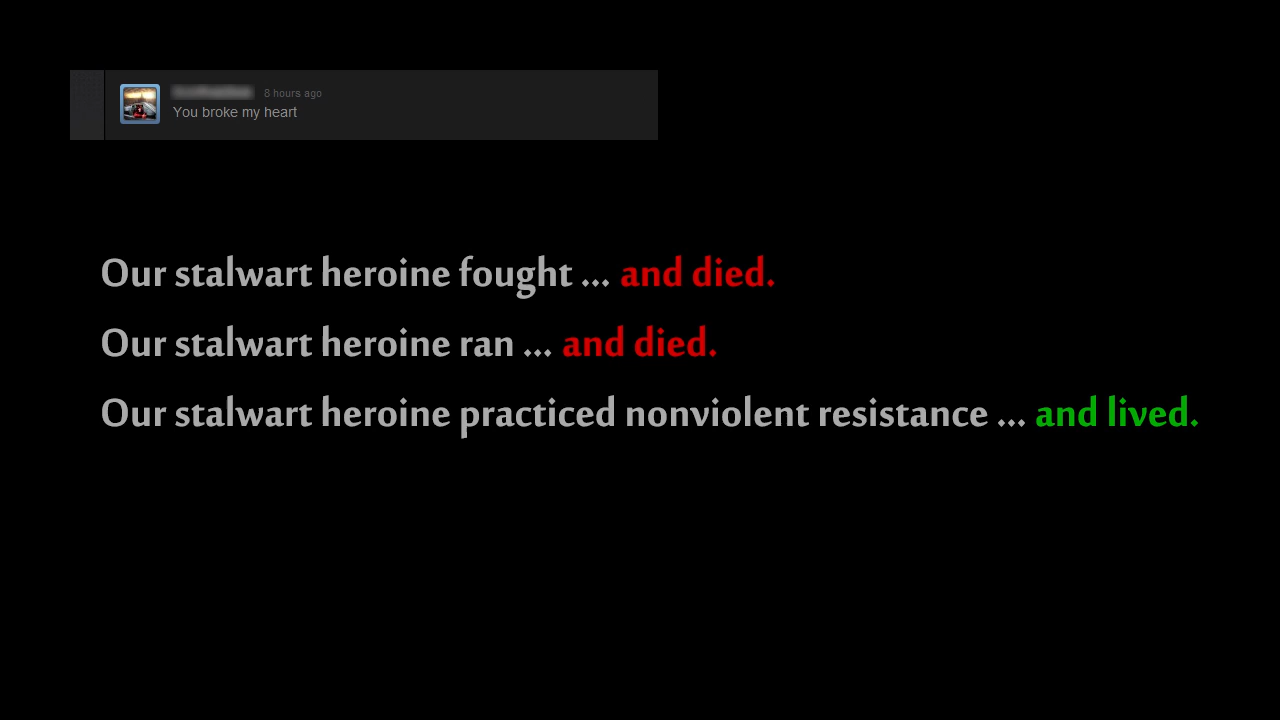 8 hours ago
You broke my heart
Our stalwart heroine fought ... and died.
Our stalwart heroine ran ... and died.
Our stalwart heroine practiced nonviolent resistance ... and lived.